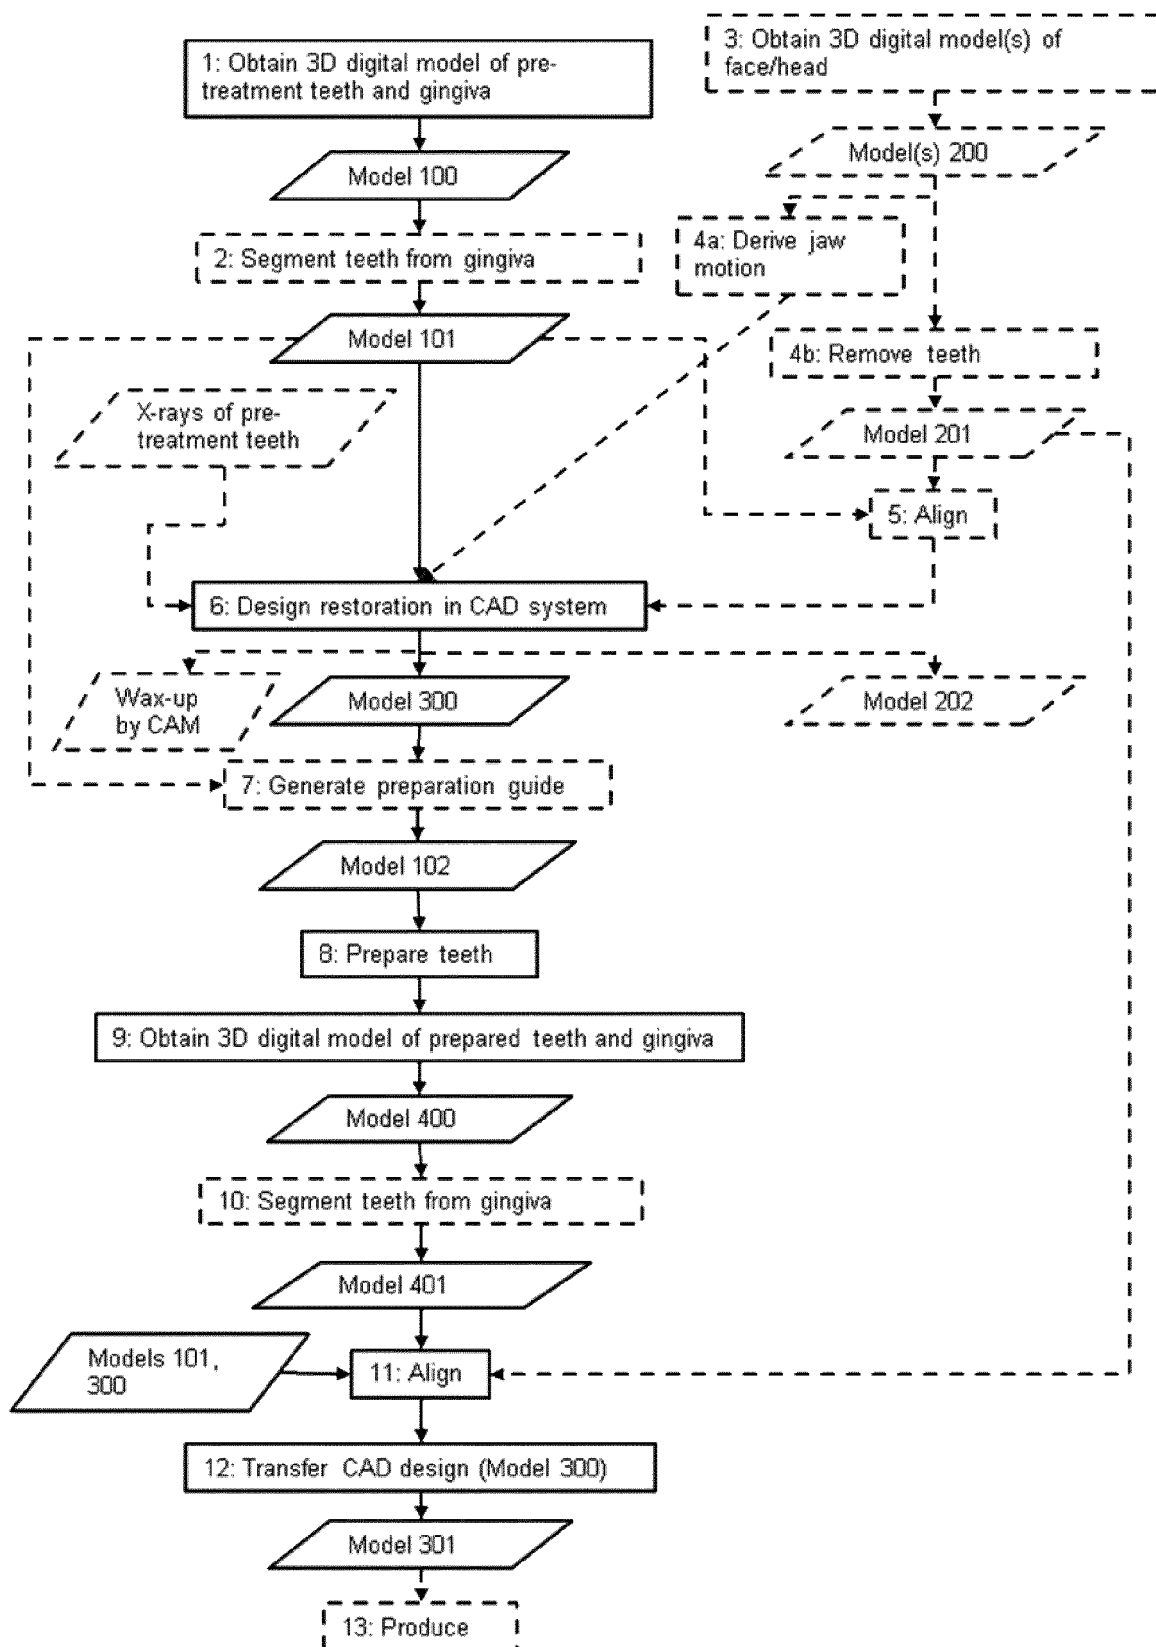 1: Obtain 3D digital model of pre-
treatment teeth and gingiva
3: Obtain 3D digital model(s) of
face/head
Model 100
Model(s) 200
2: Segment teeth from gingiva
4a: Derive jaw
motion
Model 101
4b: Remove teeth
X-rays of pre-
treatment teeth
Model 201
5: Align
6: Design restoration in CAD system
Wax-up
by CAM
Model 300
Model 202
7: Generate preparation guide
Model 102
8: Prepare teeth
9: Obtain 3D digital model of prepared teeth and gingiva
Model 400
10: Segment teeth from gingiva
Model 401
Models 101,
300
11: Align
12: Transfer CAD design (Model 300)
Model 301
13: Produce